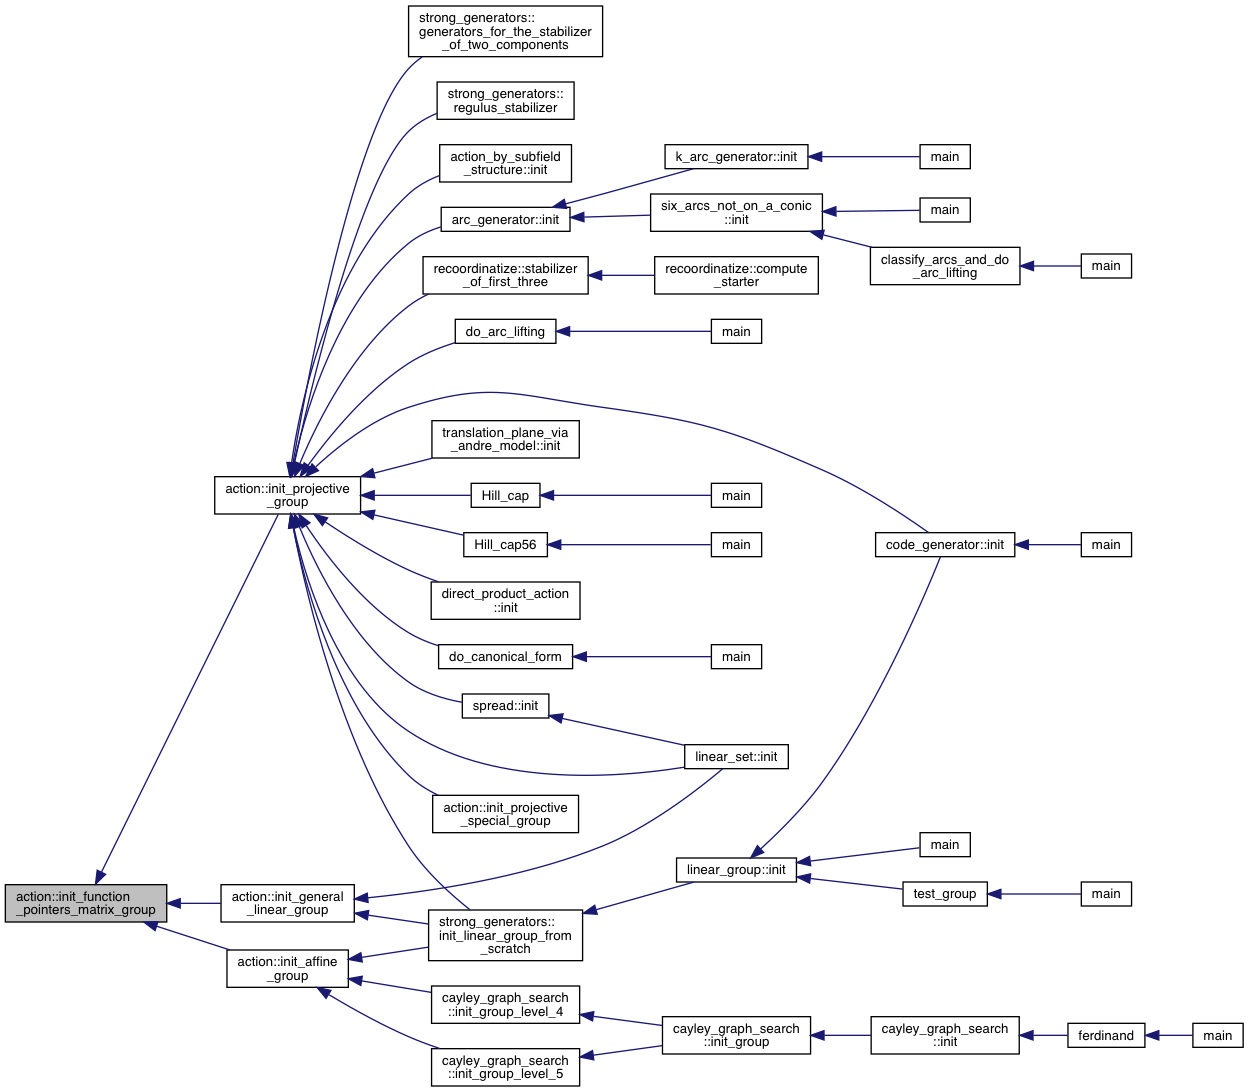 strong_generators::
generators_for_the_stabilizer
_of_two_components
strong_generators::
regulus_stabilizer
action_by_subfield
_structure::init
k_arc_generator::init
main
arc_generator::init
six_arcs_not_on_a_conic
::init
main
classify_arcs_and_do
_arc_lifting
main
recoordinatize::stabilizer
_of_first_three
recoordinatize::compute
_starter
do_arc_lifting
main
translation_plane_via
_andre_model::init
action::init_projective
_group
Hill_cap
main
Hill_cap56
main
code_generator::init
main
direct_product_action
::init
do_canonical_form
main
spread::init
linear_set::init
action::init_projective
_special_group
linear_group::init
main
test_group
main
action::init_function
_pointers_matrix_group
action::init_general
_linear_group
strong_generators::
init_linear_group_from
_scratch
action::init_affine
_group
cayley_graph_search
::init_group_level_4
cayley_graph_search
::init_group
cayley_graph_search
::init
ferdinand
main
cayley_graph_search
::init_group_level_5